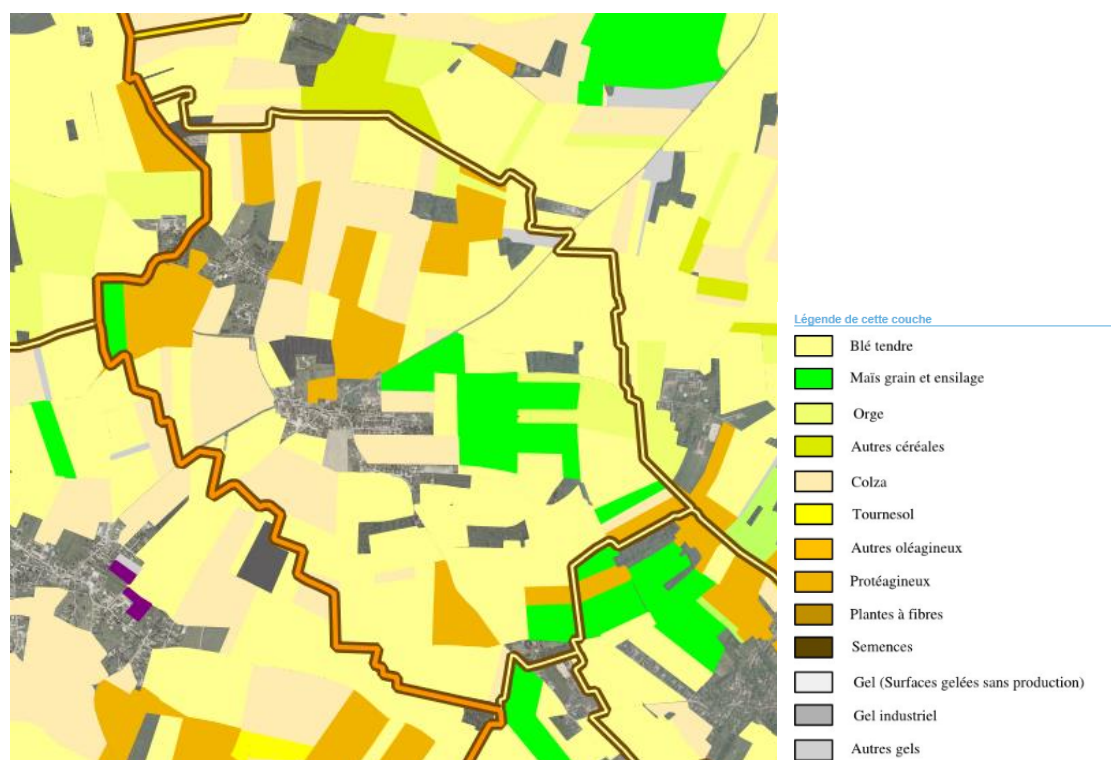 Légende de cette couche
Blé tendre
Maïs grain et ensilage
Orge
Autres céréales
Colza
Tournesol
Autres oléagineux
Protéagineux
Plantes à fibres
Semences
Gel (Surfaces gelées sans production)
Gel industriel
Autres gels